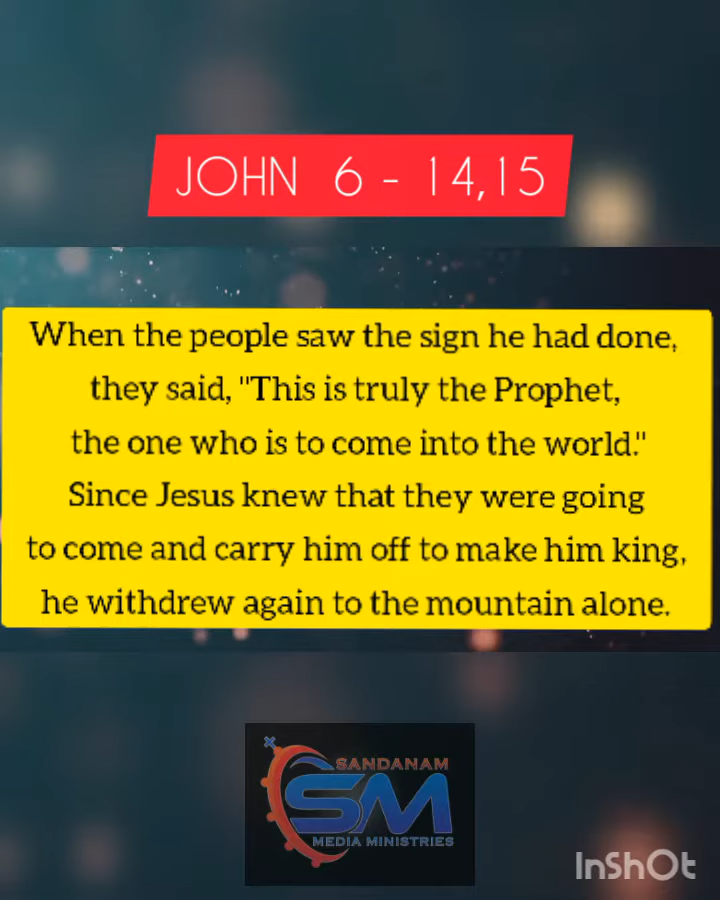 JOHN 6 - 14,15
When the people saw the sign he had done,
they said, "This is truly the Prophet,
the one who is to come into the world."
Since Jesus knew that they were going
to come and carry him off to make him king,
he withdrew again to the mountain alone.
SANDANAM
SM
MEDIA MINISTRIES
InShOt